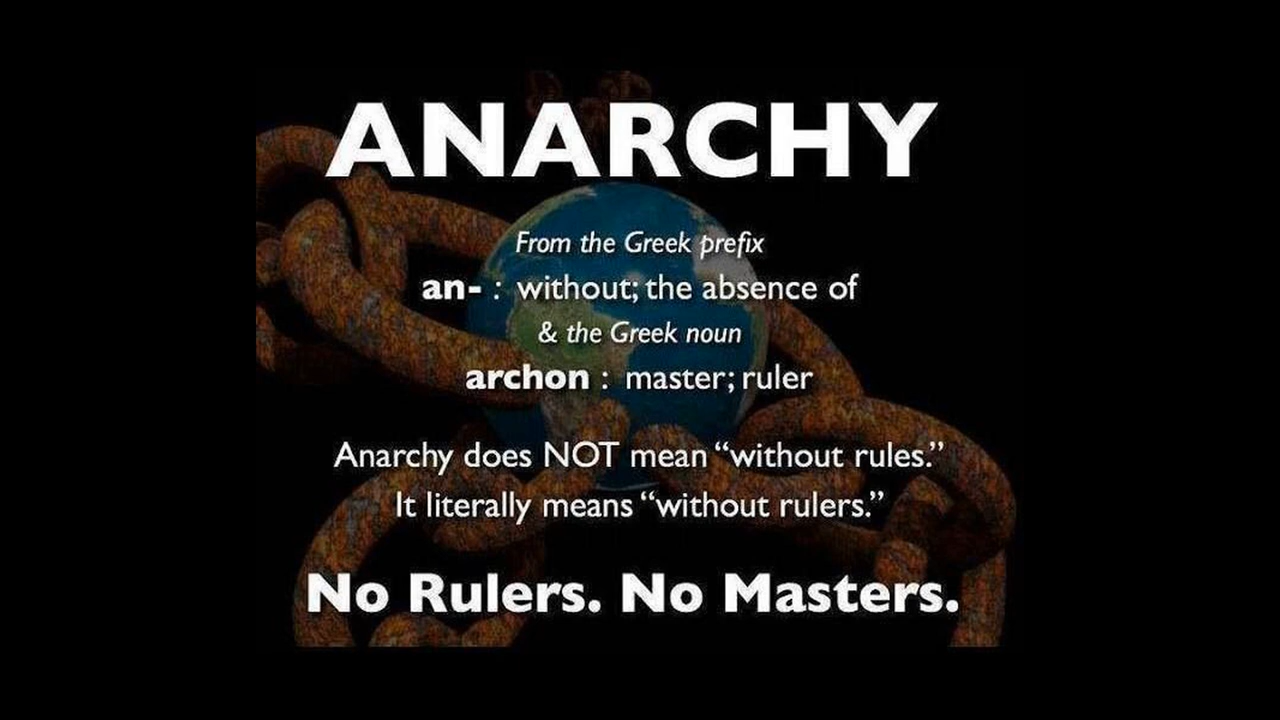 ANARCHY
From the Greek prefix
an- : without; the absence of
& the Greek noun
archon : master; ruler
Anarchy does NOT mean “without rules.”
It literally means “without rulers.”
No Rulers. No Masters.